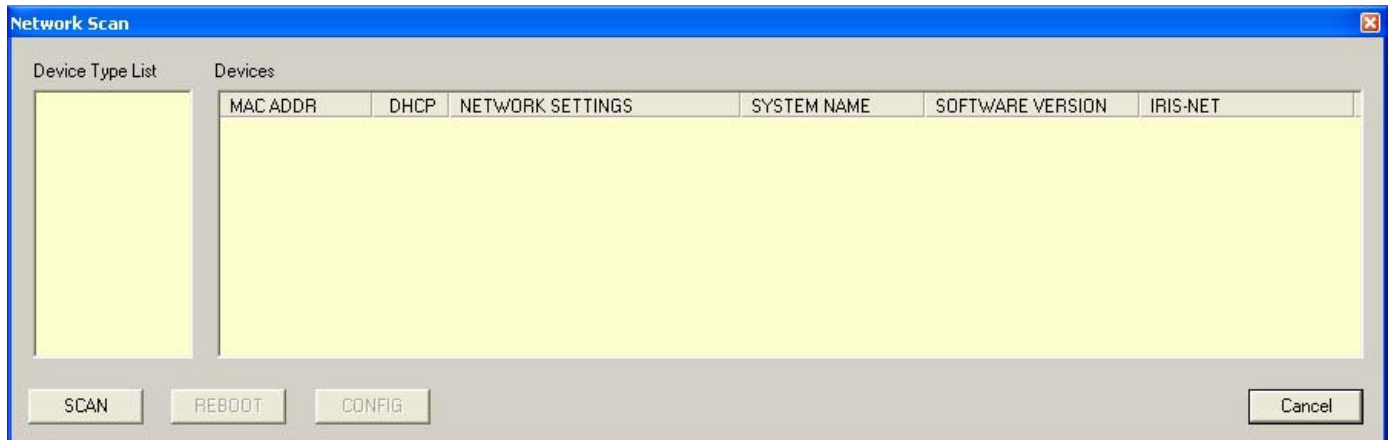 Network Scan
Device Type List Devices
MAC ADDR DHCP NETWORK SETTINGS SYSTEM NAME SOFTWARE VERSION IRIS-NET
SCAN REBOOT CONFIG Cancel